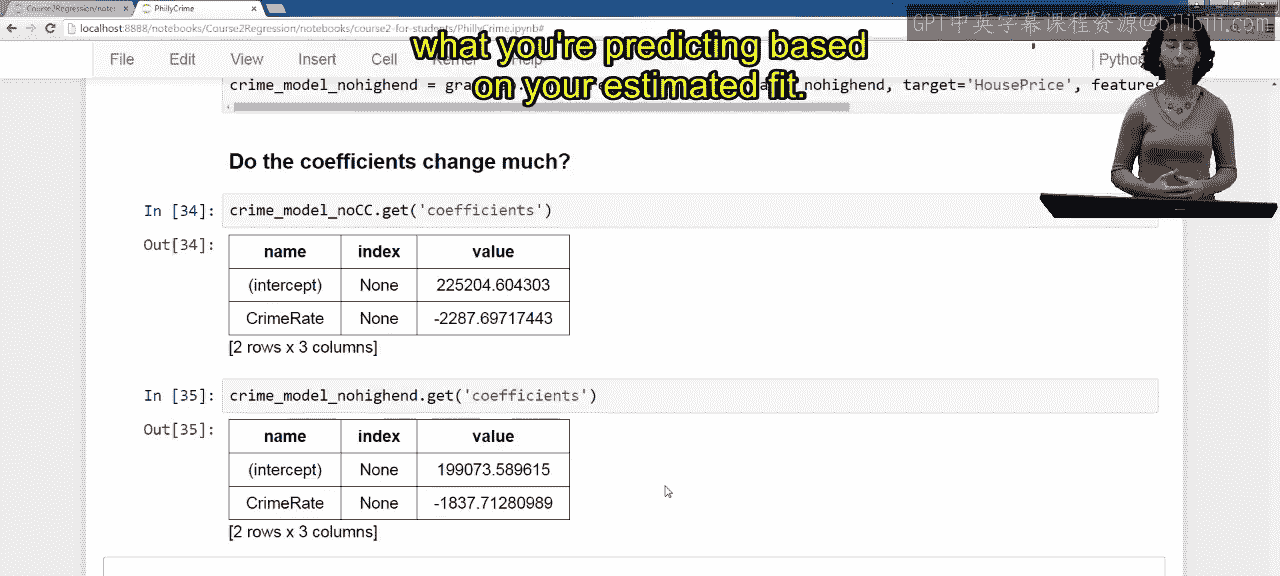 Course2Regression/notebo
PhillyCrime
localhost:8888/notebooks/Course2Regression/notebooks/course2-for-students/PhillyCrime.ipynb#
GPT中英字幕课程资源@bilibili.com
what you're predicting based
on your estimated fit.
File Edit View Insert Cell Kernel Help Python
crime_model_nohighend = gra nohighend, target='HousePrice', features
Do the coefficients change much?
In [34]: crime_model_noCC.get('coefficients')
Out[34]:
name index value
(intercept) None 225204.604303
CrimeRate None -2287.69717443
[2 rows x 3 columns]
In [35]: crime_model_nohighend.get('coefficients')
Out[35]:
name index value
(intercept) None 199073.589615
CrimeRate None -1837.71280989
[2 rows x 3 columns]